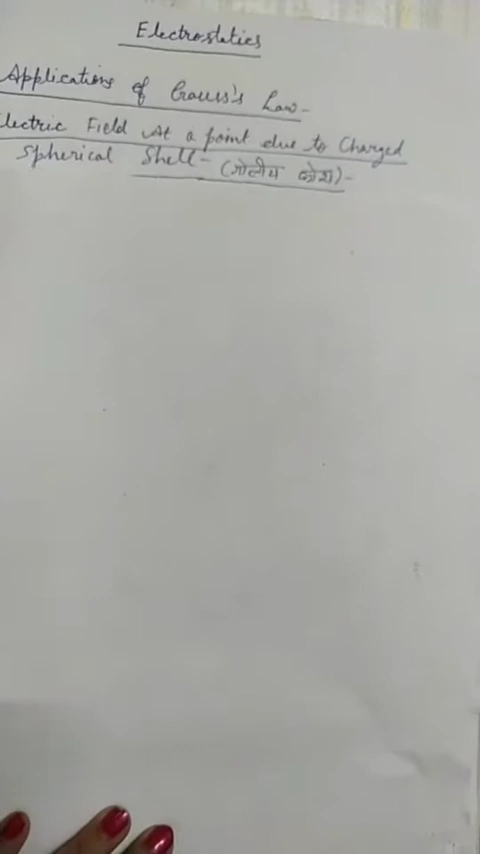 Electrostatics
Applications of Gauss's Law-
Electric Field At a point due to Charged
Spherical Shell- (गोलीय कोश)-